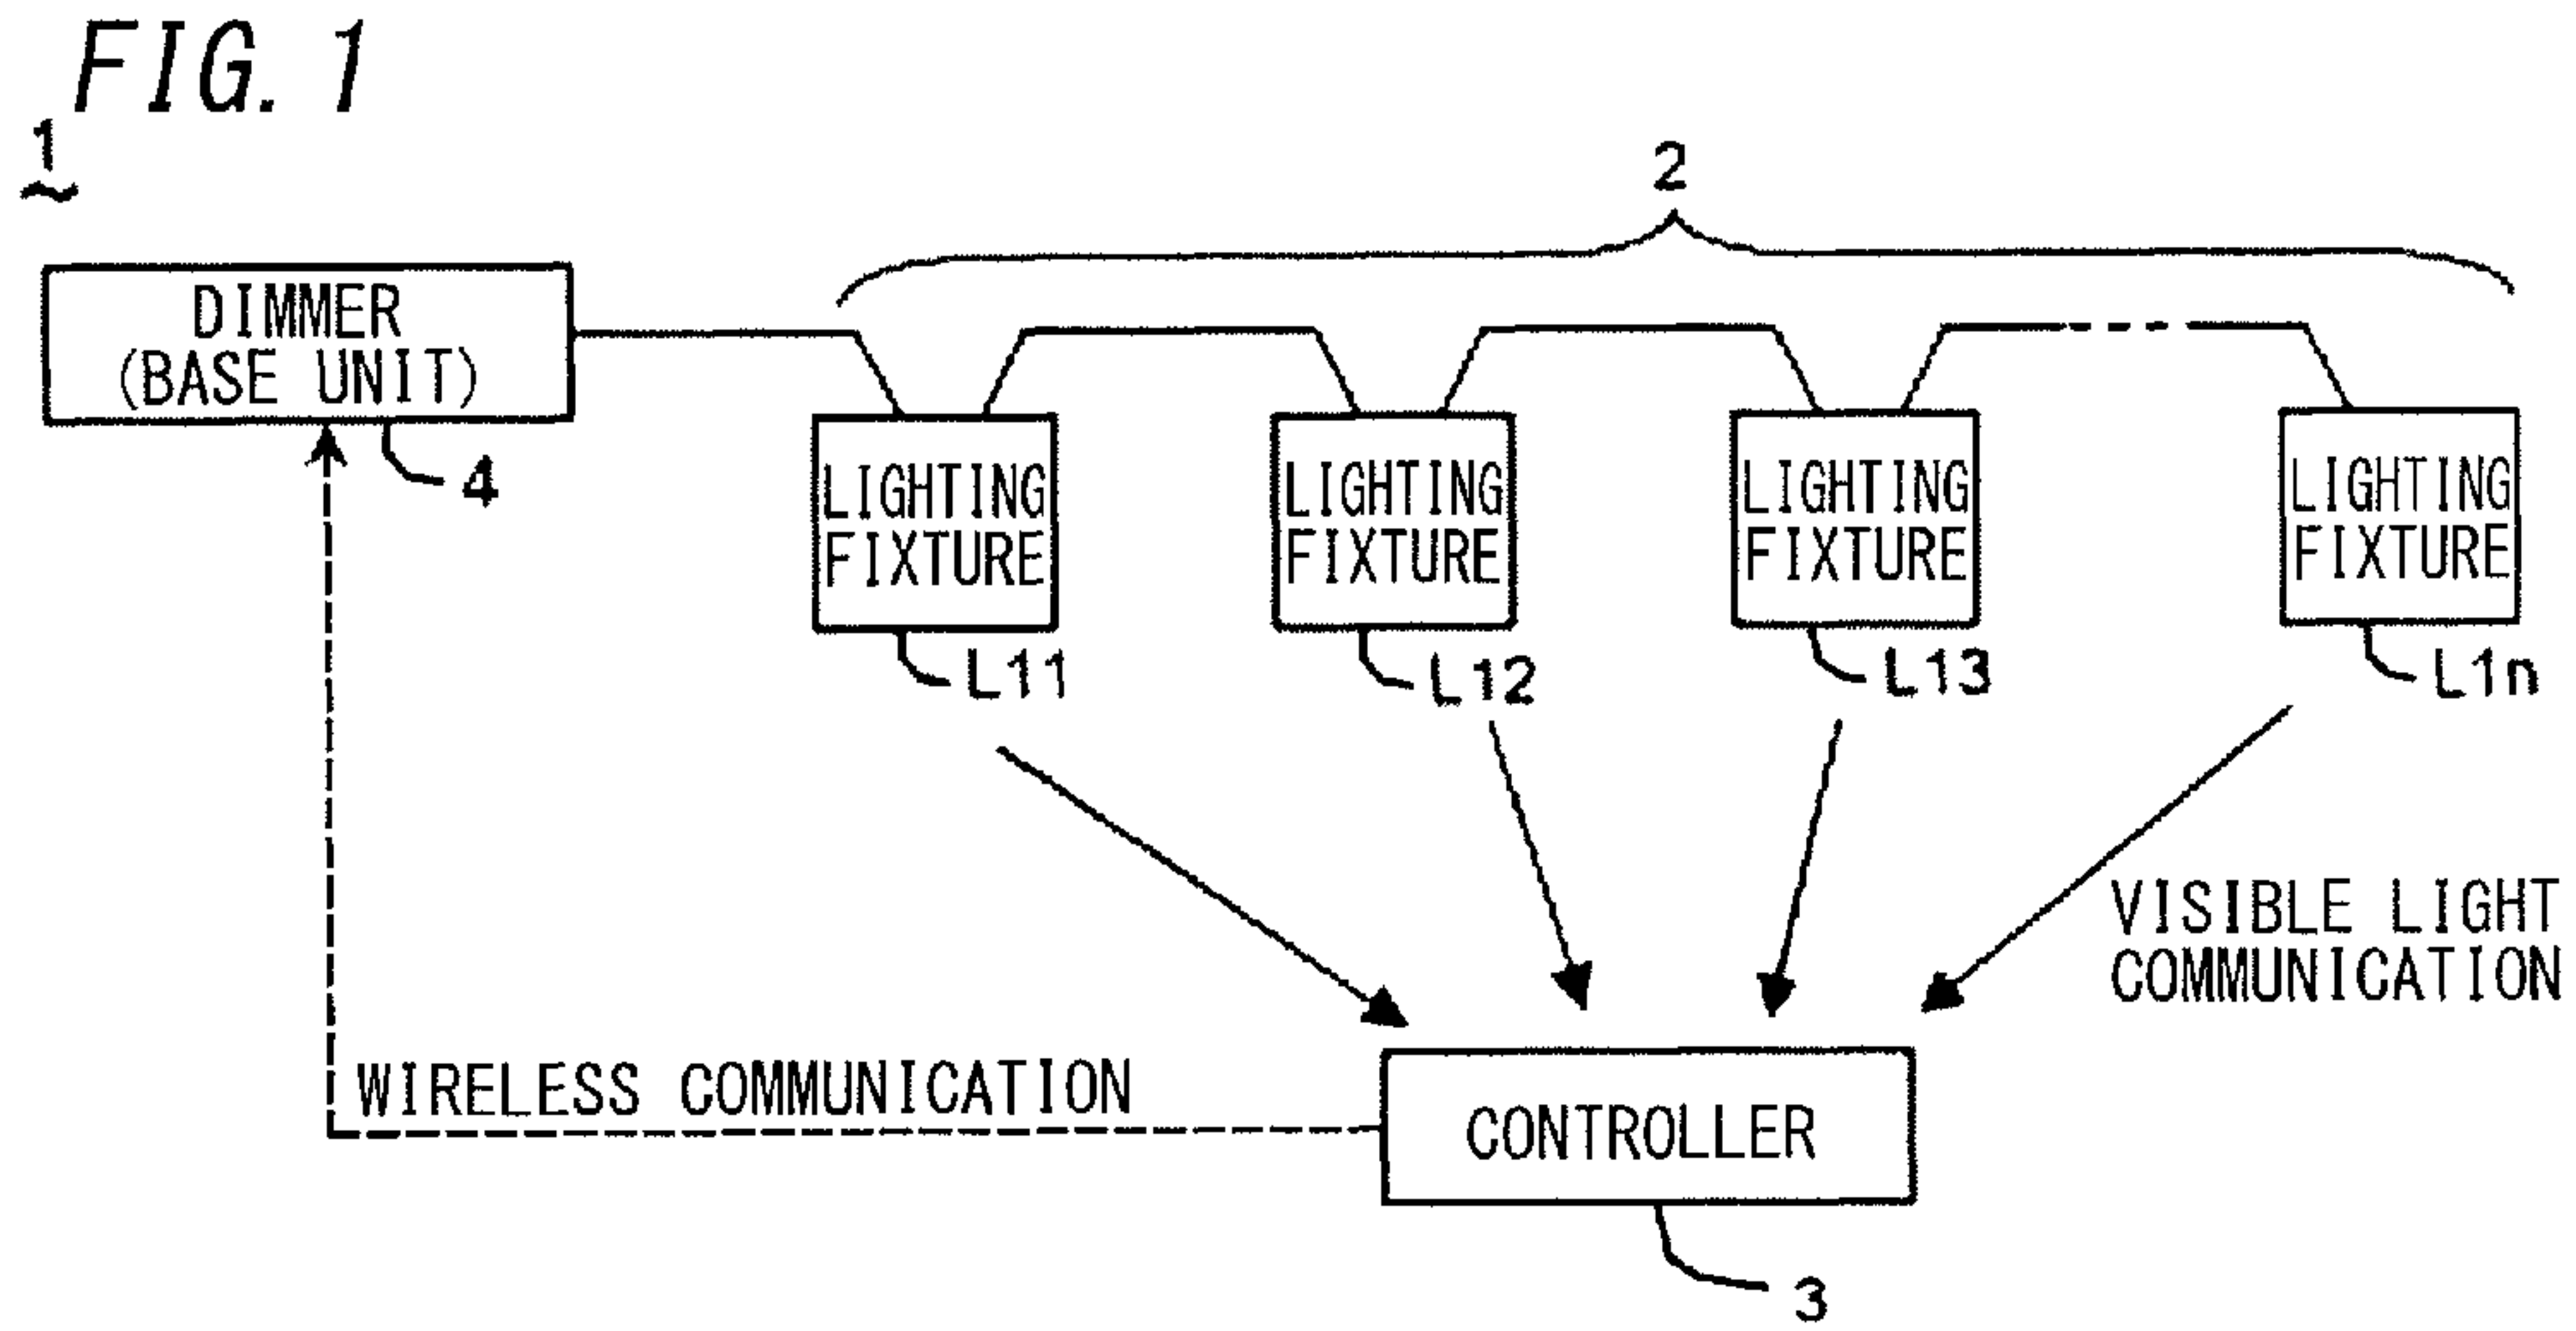 FIG. 1
1
2
DIMMER
(BASE UNIT)
4
LIGHTING
FIXTURE
LIGHTING
FIXTURE
LIGHTING
FIXTURE
LIGHTING
FIXTURE
L11
L12
L13
L1n
VISIBLE LIGHT
COMMUNICATION
WIRELESS COMMUNICATION
CONTROLLER
3